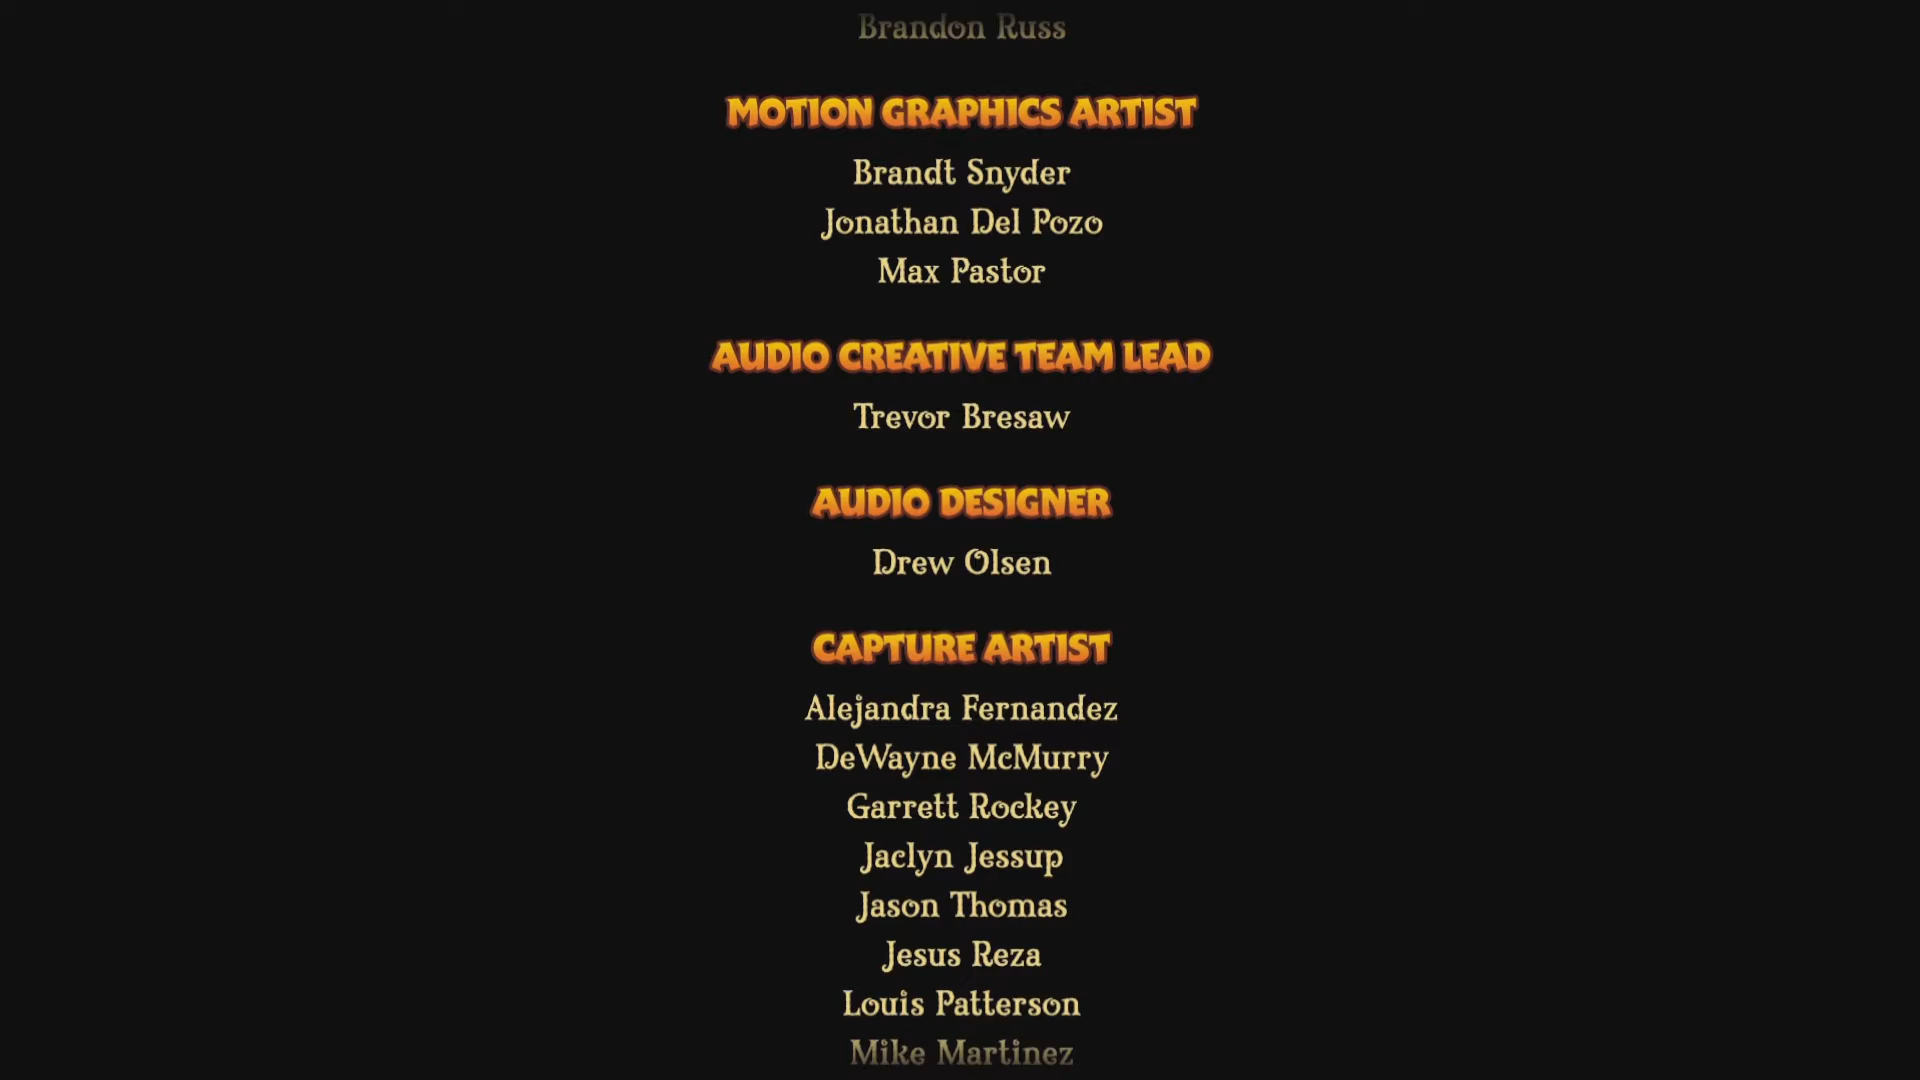 Brandon Russ
MOTION GRAPHICS ARTIST
Brandt Snyder
Jonathan Del Pozo
Max Pastor
AUDIO CREATIVE TEAM LEAD
Trevor Bresaw
AUDIO DESIGNER
Drew Olsen
CAPTURE ARTIST
Alejandra Fernandez
DeWayne McMurry
Garrett Rockey
Jaclyn Jessup
Jason Thomas
Jesus Reza
Louis Patterson
Mike Martinez